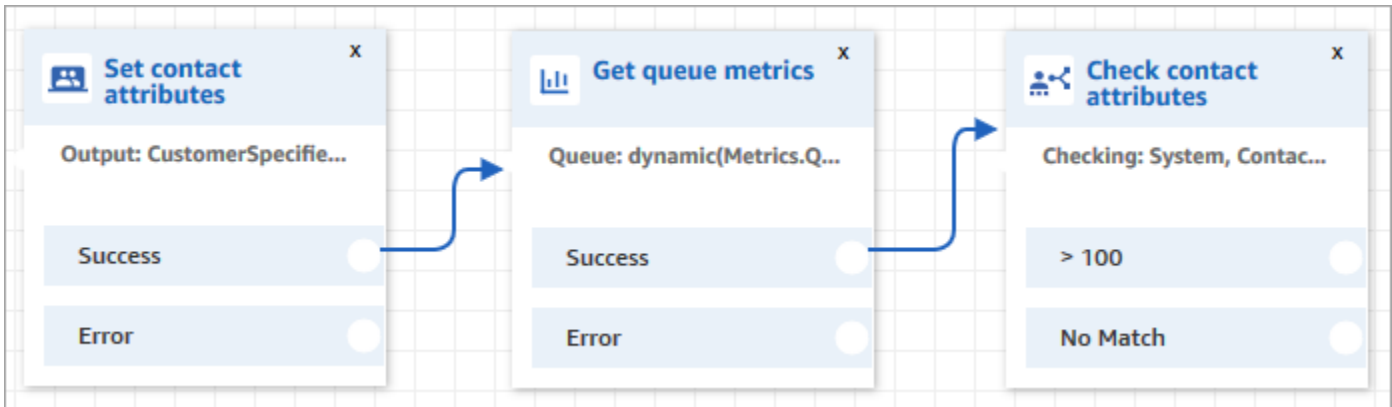 x
Set contact
attributes
Output: CustomerSpecifie...
Success
Error
x
Get queue metrics
Queue: dynamic(Metrics.Q...
Success
Error
x
Check contact
attributes
Checking: System, Contac...
> 100
No Match